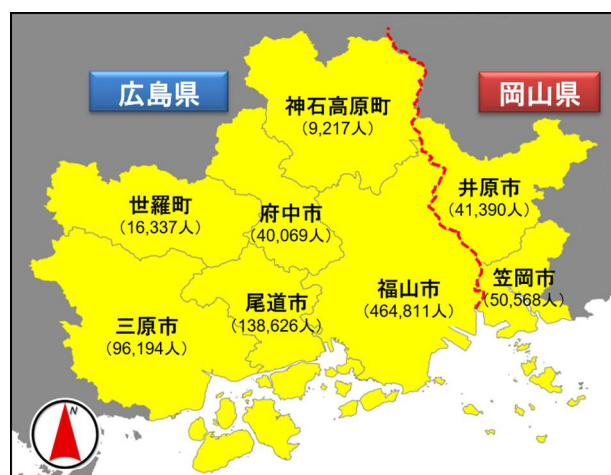 広島県
岡山県
神石高原町
(9,217人)
世羅町
(16,337人)
府中市
(40,069人)
井原市
(41,390人)
三原市
(96,194人)
尾道市
(138,626人)
福山市
(464,811人)
笠岡市
(50,568人)
N